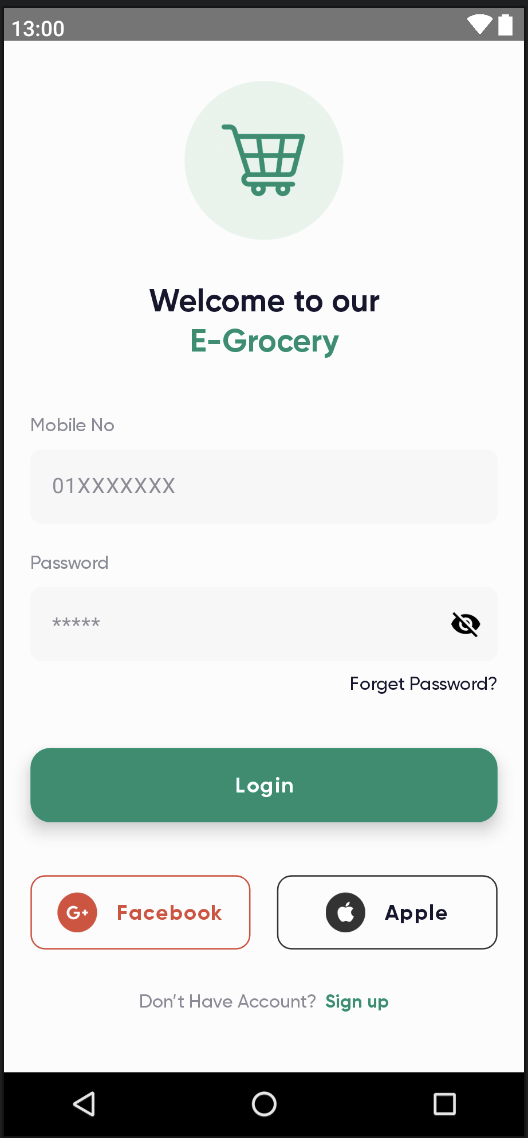 13:00
Welcome to our
E-Grocery
Mobile No
01XXXXXXX
Password
*****
Forget Password?
Login
G+ Facebook
Apple
Don't Have Account? Sign up